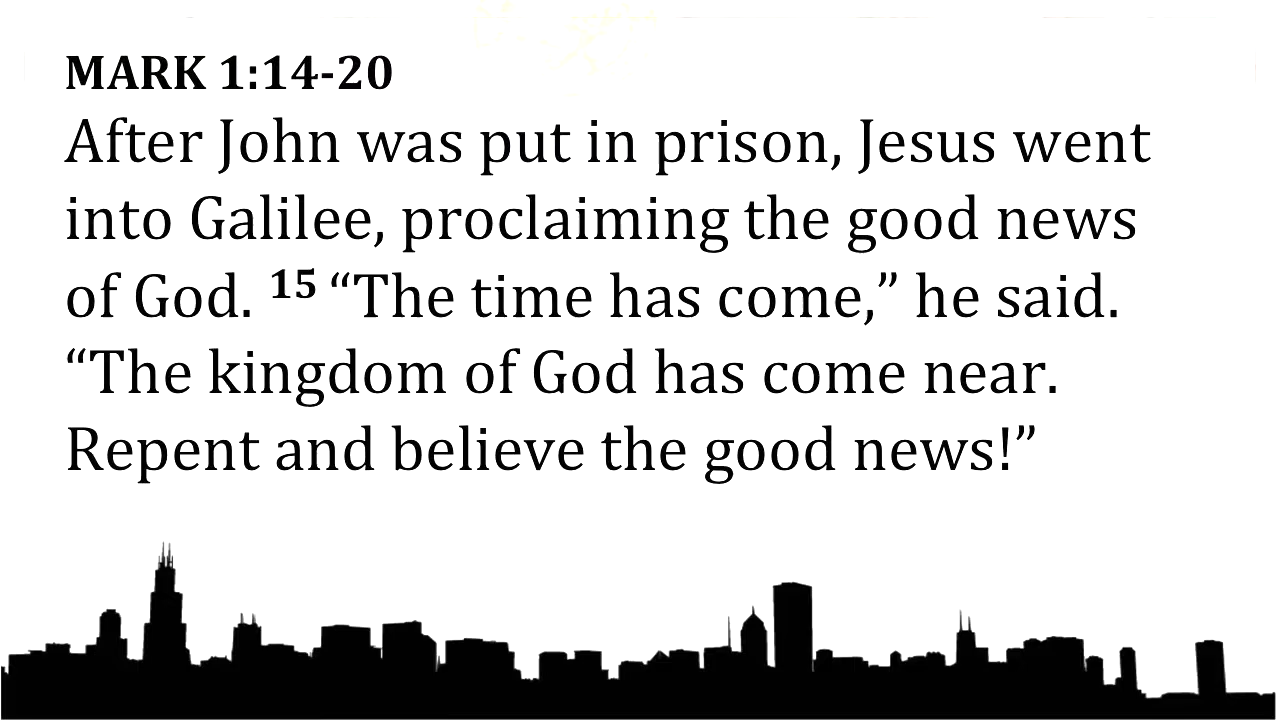 MARK 1:14-20
After John was put in prison, Jesus went
into Galilee, proclaiming the good news
of God. 15 “The time has come,” he said.
“The kingdom of God has come near.
Repent and believe the good news!”